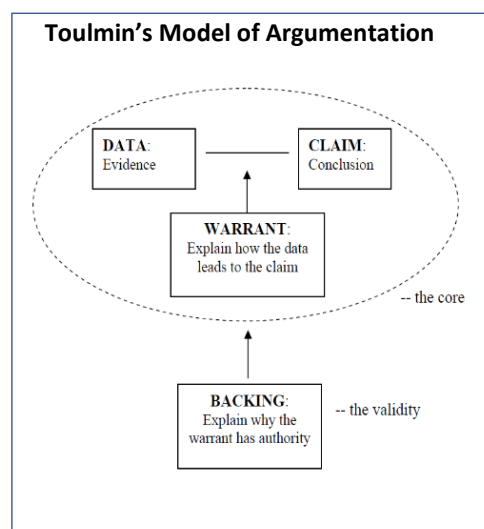 Toulmin's Model of Argumentation
DATA:
Evidence
CLAIM:
Conclusion
WARRANT:
Explain how the data
leads to the claim
-- the core
BACKING:
Explain why the
warrant has authority
-- the validity